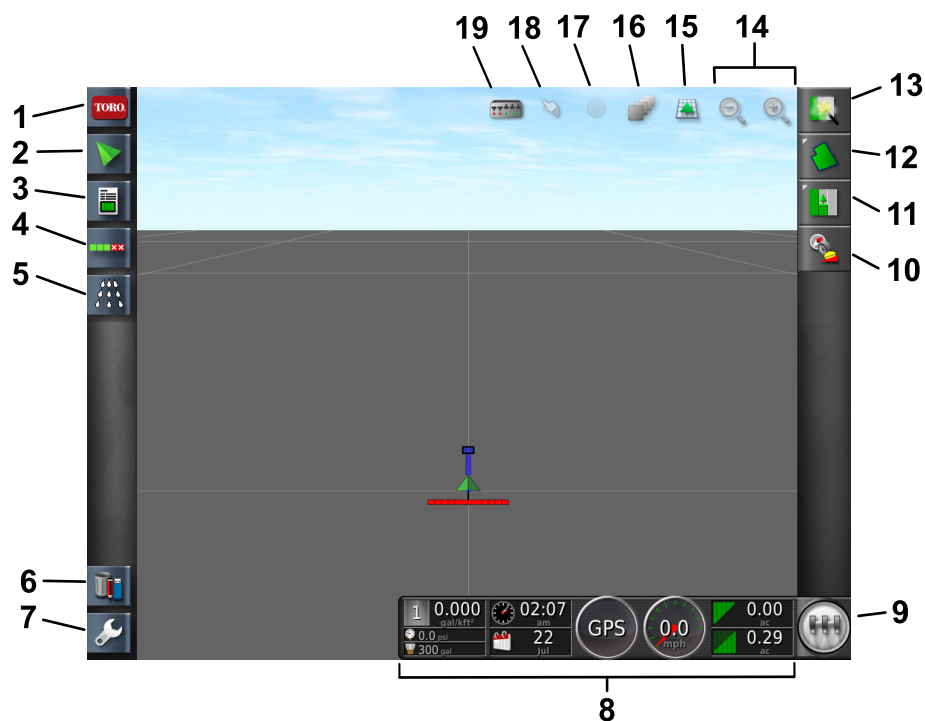 19 18 17 16 15 14
1 TORO 13
2 12
3 11
4 10
5
6
7
1 0.000 gal/kft²
0.0 psi
300 gal
02:07 am
22 Jul
GPS
0.0 mph
0.00 ac
0.29 ac
9
8